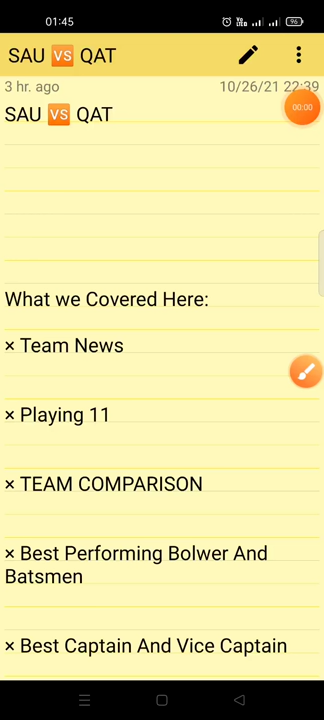 01:45
96
SAU 🆚 QAT
3 hr. ago 10/26/21 22:39
SAU 🆚 QAT
00:00
What we Covered Here:
× Team News
× Playing 11
× TEAM COMPARISON
× Best Performing Bolwer And
Batsmen
× Best Captain And Vice Captain